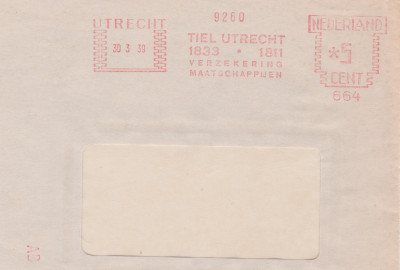 9260
UTRECHT
30 3 39
TIEL UTRECHT
1833 * 1811
VERZEKERING
MAATSCHAPPIJEN
NEDERLAND
*5
CENT
664